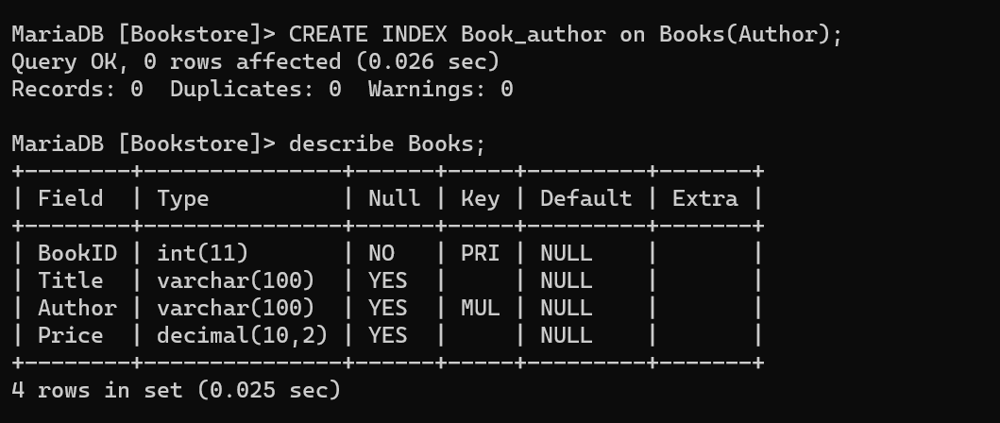 MariaDB [Bookstore]> CREATE INDEX Book_author on Books(Author);
Query OK, 0 rows affected (0.026 sec)
Records: 0  Duplicates: 0  Warnings: 0
MariaDB [Bookstore]> describe Books;
+--------+---------------+------+-----+---------+-------+
| Field  | Type          | Null | Key | Default | Extra |
+--------+---------------+------+-----+---------+-------+
| BookID | int(11)       | NO   | PRI | NULL    |       |
| Title  | varchar(100)  | YES  |     | NULL    |       |
| Author | varchar(100)  | YES  | MUL | NULL    |       |
| Price  | decimal(10,2) | YES  |     | NULL    |       |
+--------+---------------+------+-----+---------+-------+
4 rows in set (0.025 sec)